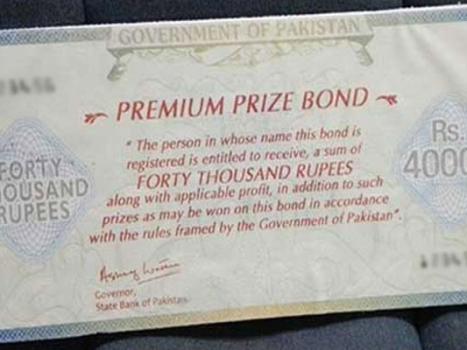 GOVERNMENT OF PAKISTAN
PREMIUM PRIZE BOND
" The person in whose name this bond is
registered is entitled to receive, a sum of
FORTY THOUSAND RUPEES
along with applicable profit, in addition to such
prizes as may be won on this bond in accordance
with the rules framed by the Government of Pakistan".
FORTY
THOUSAND
RUPEES
Rs.
4000
Governor,
State Bank of Pakistan.